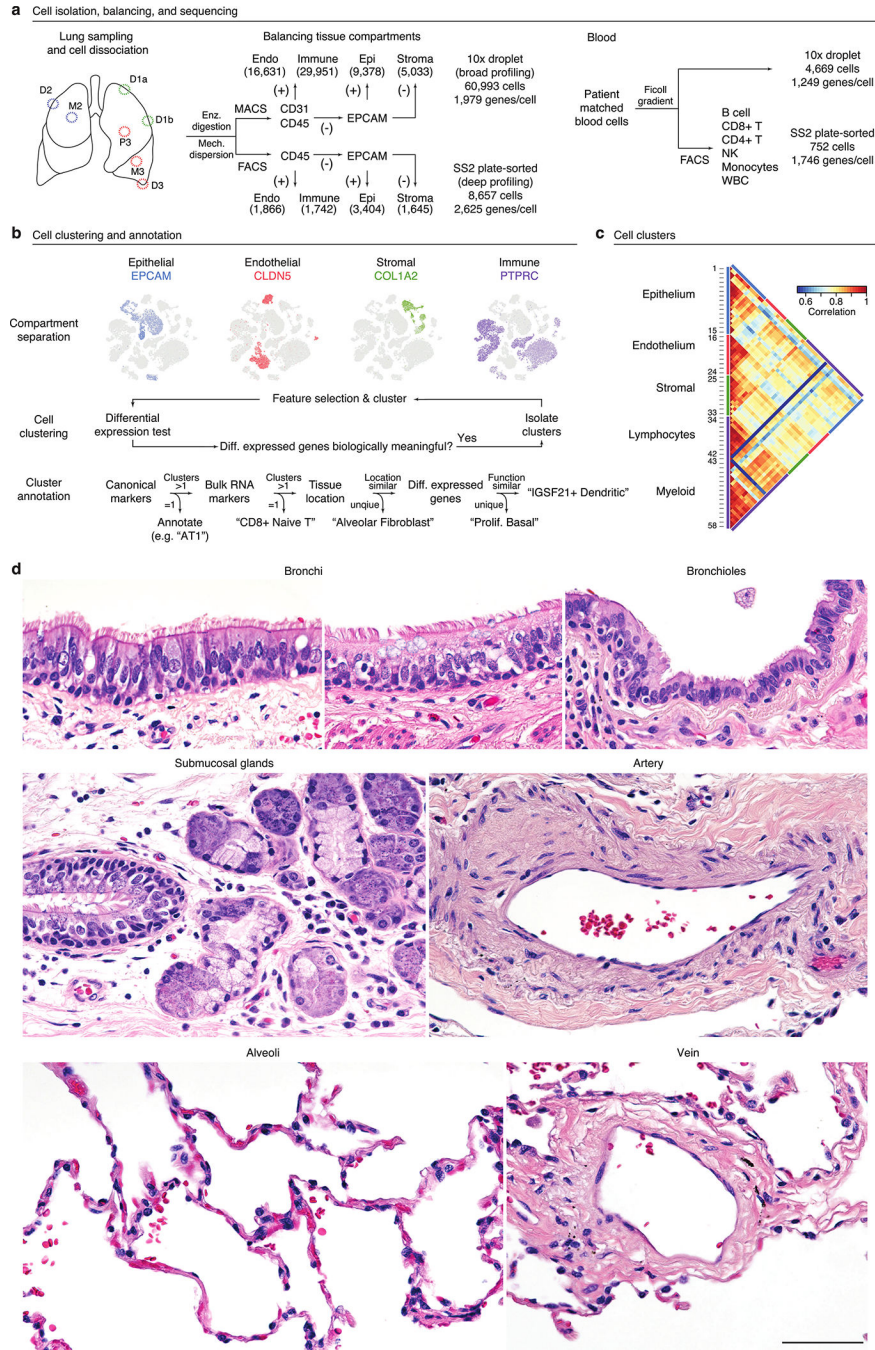 a Cell isolation, balancing, and sequencing
Lung sampling
and cell dissociation
D2
M2
D1a
D1b
P3
M3
D3
Balancing tissue compartments
Endo Immune Epi Stroma
(16,631) (29,951) (9,378) (5,033)
(+) (+) (-)
Enz.
digestion
MACS CD31
CD45 (-) EPCAM
Mech.
dispersion
FACS CD45 (-) EPCAM
(+) (+) (-)
Endo Immune Epi Stroma
(1,866) (1,742) (3,404) (1,645)
10x droplet
(broad profiling)
60,993 cells
1,979 genes/cell
SS2 plate-sorted
(deep profiling)
8,657 cells
2,625 genes/cell
Blood
Patient
matched
blood cells
Ficoll
gradient
FACS
B cell
CD8+ T
CD4+ T
NK
Monocytes
WBC
10x droplet
4,669 cells
1,249 genes/cell
SS2 plate-sorted
752 cells
1,746 genes/cell
b Cell clustering and annotation
Epithelial Endothelial Stromal Immune
EPCAM CLDN5 COL1A2 PTPRC
Compartment
separation
Feature selection & cluster
Cell
clustering
Differential
expression test
Diff. expressed genes biologically meaningful? Yes
Isolate
clusters
Cluster
annotation
Canonical
markers
Clusters
>1
=1
Annotate
(e.g. “AT1”)
Bulk RNA
markers
Clusters
>1
=1
“CD8+ Naive T”
Tissue
location
Location
similar
unqiue
“Alveolar Fibroblast”
Diff. expressed
genes
Function
similar
unique
“Prolif. Basal”
“IGSF21+ Dendritic”
c Cell clusters
1
Epithelium
15
16
Endothelium
24
25
Stromal
33
34
Lymphocytes
42
43
Myeloid
58
0.6 0.8 1
Correlation
d
Bronchi
Bronchioles
Submucosal glands
Artery
Alveoli
Vein